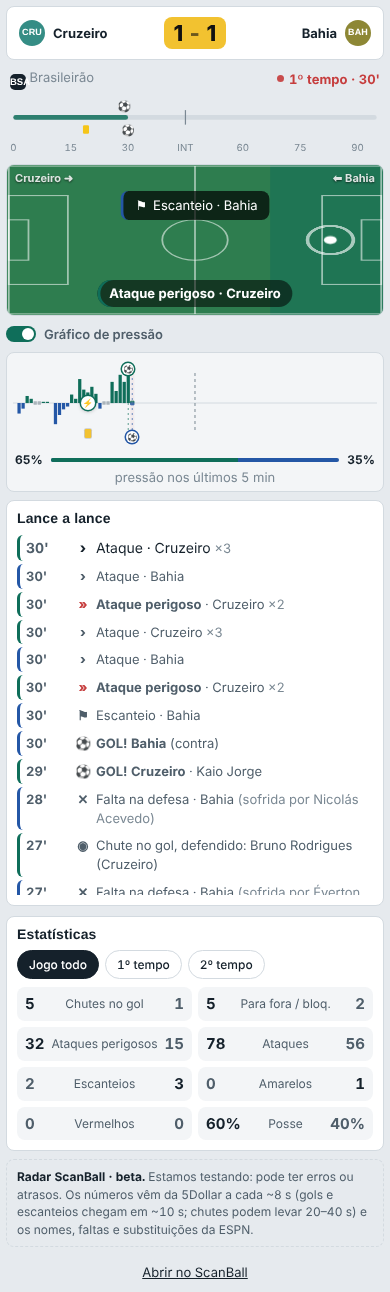 CRU Cruzeiro 1 - 1 Bahia BAH
BSA Brasileirão 1º tempo · 30'
0 15 30 INT 60 75 90
Cruzeiro ➜ ⬅ Bahia
⚑ Escanteio · Bahia
Ataque perigoso · Cruzeiro
Gráfico de pressão
65% 35%
pressão nos últimos 5 min
Lance a lance
30' › Ataque · Cruzeiro ×3
30' › Ataque · Bahia
30' » Ataque perigoso · Cruzeiro ×2
30' › Ataque · Cruzeiro ×3
30' › Ataque · Bahia
30' » Ataque perigoso · Cruzeiro ×2
30' ⚑ Escanteio · Bahia
30' ⚽ GOL! Bahia (contra)
29' ⚽ GOL! Cruzeiro · Kaio Jorge
28' ✕ Falta na defesa · Bahia (sofrida por Nicolás
Acevedo)
27' ◉ Chute no gol, defendido: Bruno Rodrigues
(Cruzeiro)
27' ✕ Falta na defesa · Bahia (sofrida por Éverton
Estatísticas
Jogo todo 1º tempo 2º tempo
5 Chutes no gol 1 5 Para fora / bloq. 2
32 Ataques perigosos 15 78 Ataques 56
2 Escanteios 3 0 Amarelos 1
0 Vermelhos 0 60% Posse 40%
Radar ScanBall · beta. Estamos testando: pode ter erros ou
atrasos. Os números vêm da 5Dollar a cada ~8 s (gols e
escanteios chegam em ~10 s; chutes podem levar 20–40 s) e
os nomes, faltas e substituições da ESPN.
Abrir no ScanBall